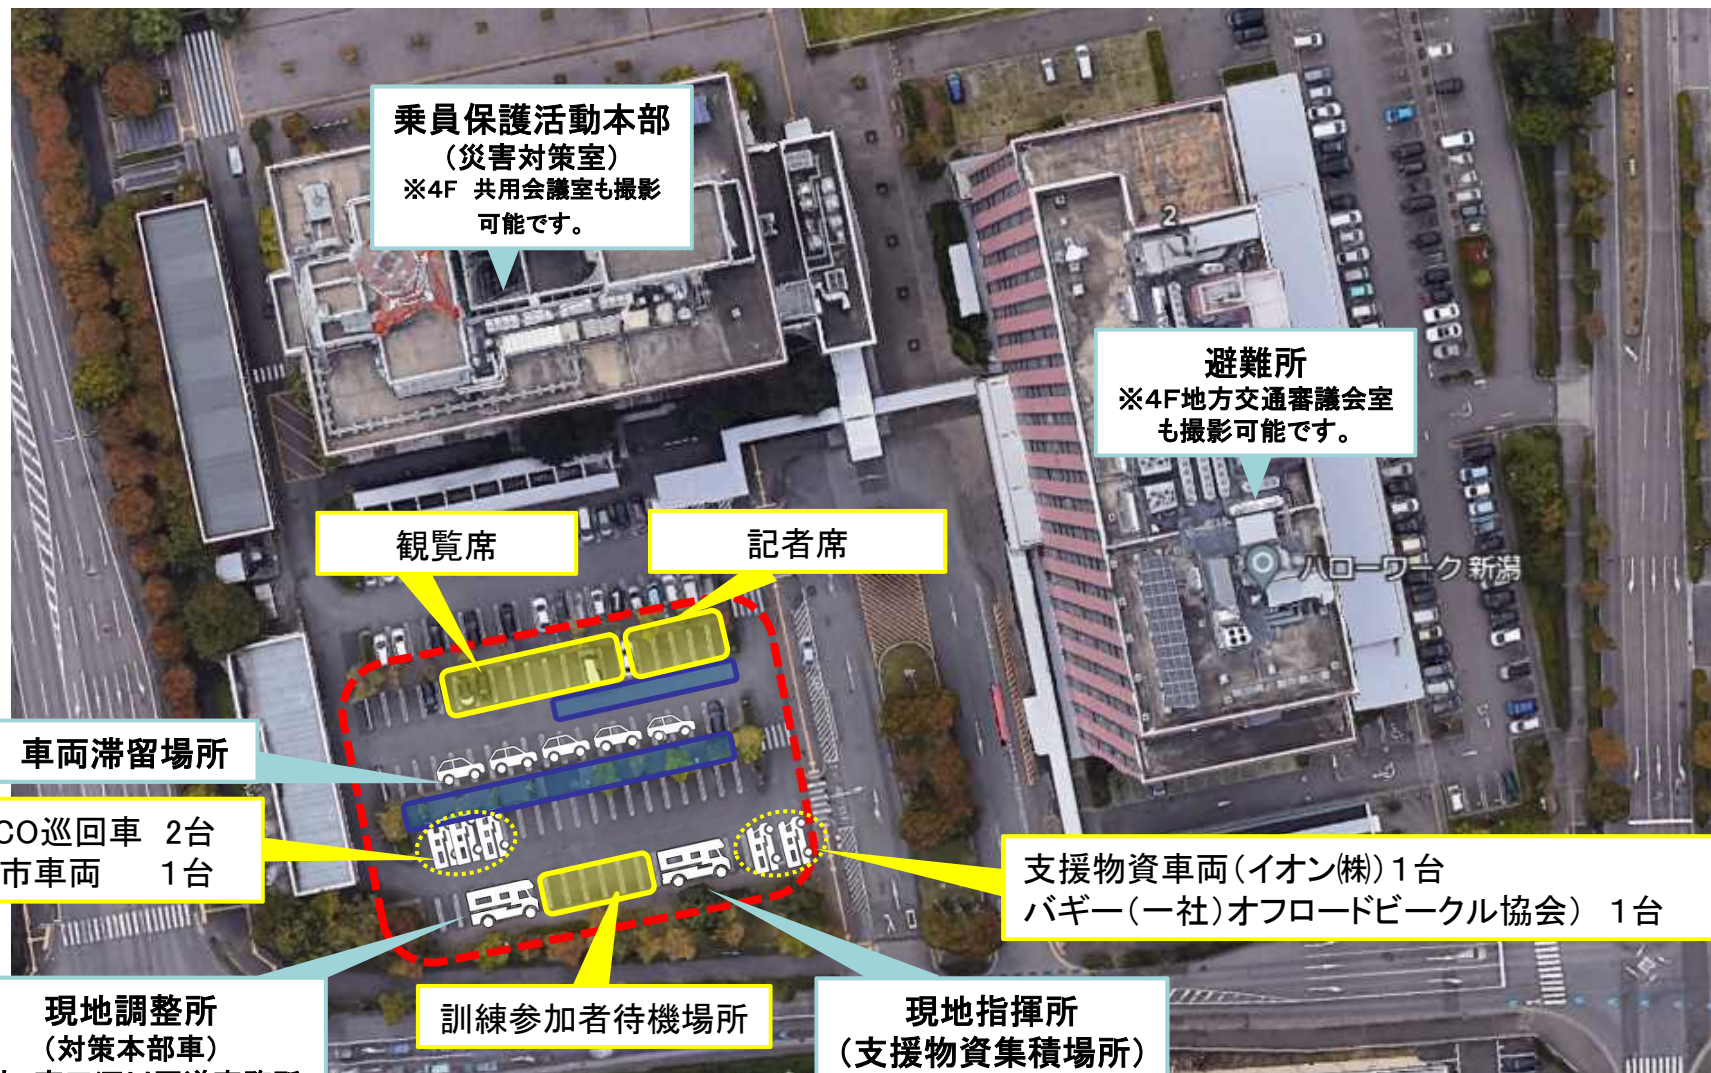 乗員保護活動本部
（災害対策室）
※4F 共用会議室も撮影
可能です。
2
避難所
※4F地方交通審議会室
も撮影可能です。
観覧席
記者席
ハローワーク新潟
車両滞留場所
CO巡回車 2台
市車両 1台
支援物資車両（イオン㈱）1台
バギー（一社）オフロードビークル協会） 1台
現地調整所
（対策本部車）
訓練参加者待機場所
現地指揮所
（支援物資集積場所）